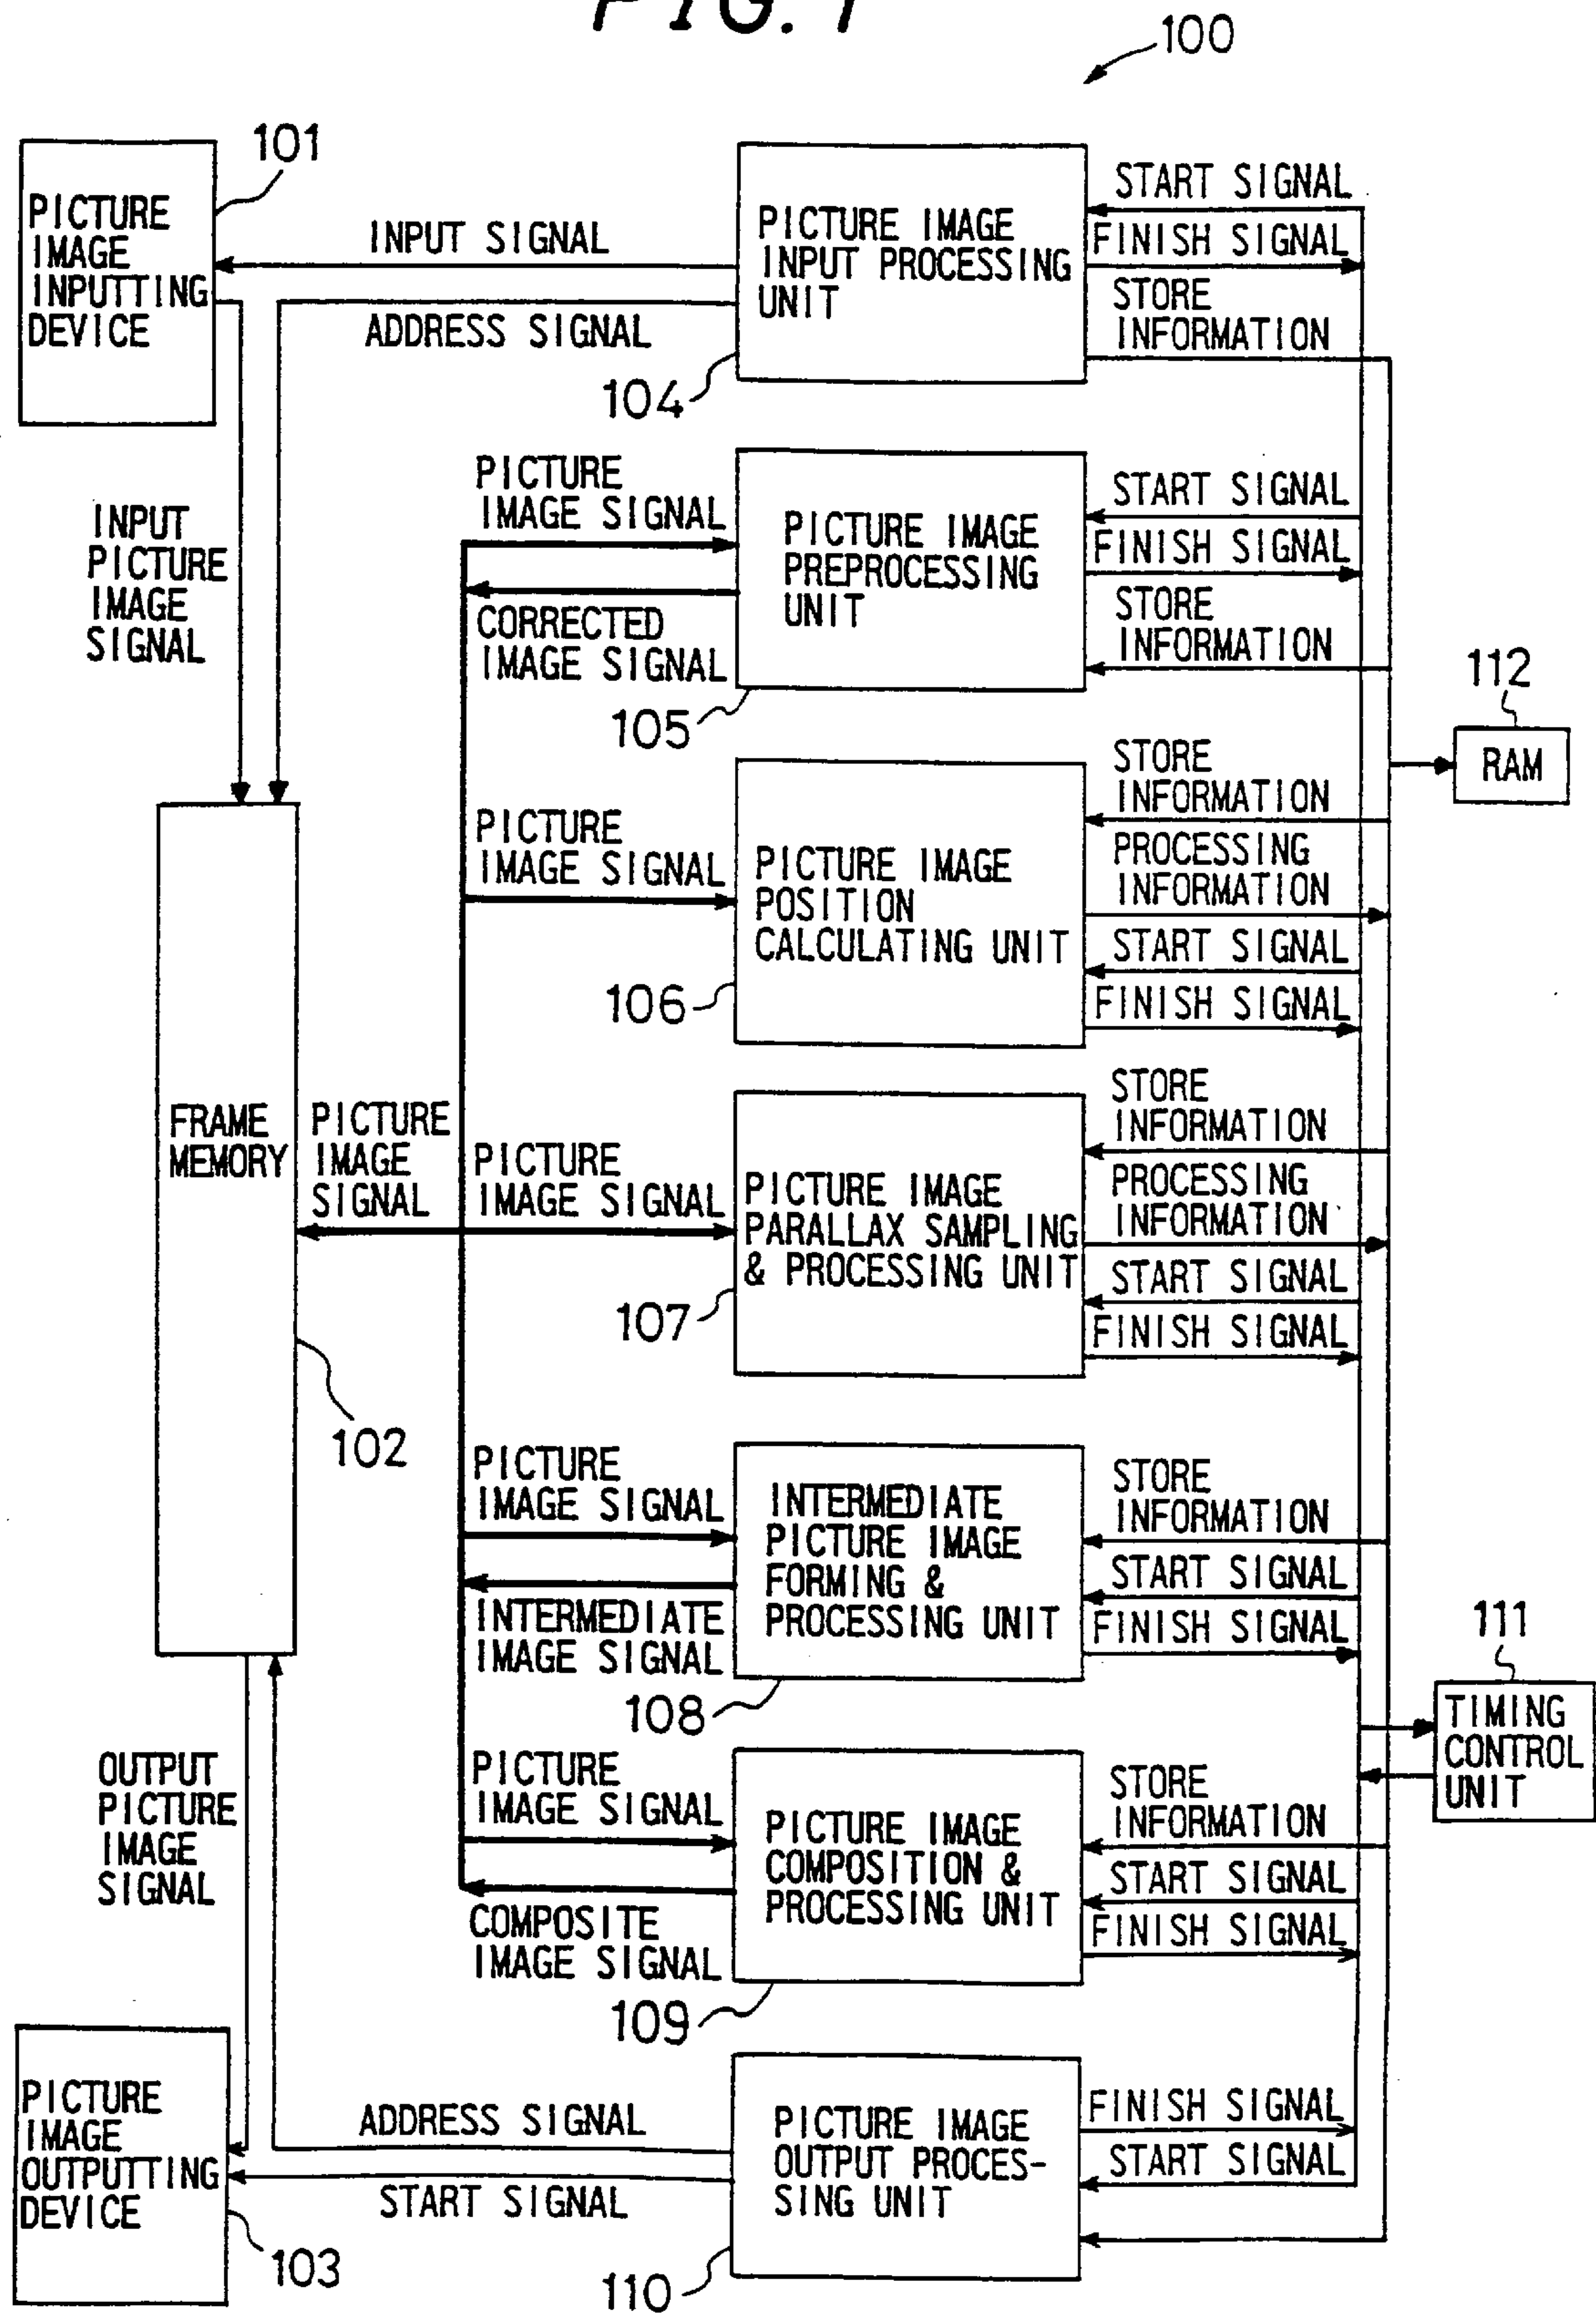 FIG. 1
100
101
PICTURE
IMAGE
INPUTTING
DEVICE
INPUT SIGNAL
ADDRESS SIGNAL
PICTURE IMAGE
INPUT PROCESSING
UNIT
104
START SIGNAL
FINISH SIGNAL
STORE
INFORMATION
INPUT
PICTURE
IMAGE
SIGNAL
PICTURE
IMAGE SIGNAL
CORRECTED
IMAGE SIGNAL
PICTURE IMAGE
PREPROCESSING
UNIT
105
START SIGNAL
FINISH SIGNAL
STORE
INFORMATION
112
RAM
PICTURE
IMAGE SIGNAL
PICTURE IMAGE
POSITION
CALCULATING UNIT
106
STORE
INFORMATION
PROCESSING
INFORMATION
START SIGNAL
FINISH SIGNAL
FRAME
MEMORY
102
PICTURE
IMAGE
SIGNAL
PICTURE
IMAGE SIGNAL
PICTURE IMAGE
PARALLAX SAMPLING
& PROCESSING UNIT
107
STORE
INFORMATION
PROCESSING
INFORMATION
START SIGNAL
FINISH SIGNAL
PICTURE
IMAGE SIGNAL
INTERMEDIATE
IMAGE SIGNAL
INTERMEDIATE
PICTURE IMAGE
FORMING &
PROCESSING UNIT
108
STORE
INFORMATION
START SIGNAL
FINISH SIGNAL
111
TIMING
CONTROL
UNIT
OUTPUT
PICTURE
IMAGE
SIGNAL
PICTURE
IMAGE SIGNAL
COMPOSITE
IMAGE SIGNAL
PICTURE IMAGE
COMPOSITION &
PROCESSING UNIT
109
STORE
INFORMATION
START SIGNAL
FINISH SIGNAL
PICTURE
IMAGE
OUTPUTTING
DEVICE
103
ADDRESS SIGNAL
START SIGNAL
PICTURE IMAGE
OUTPUT PROCES-
SING UNIT
110
FINISH SIGNAL
START SIGNAL